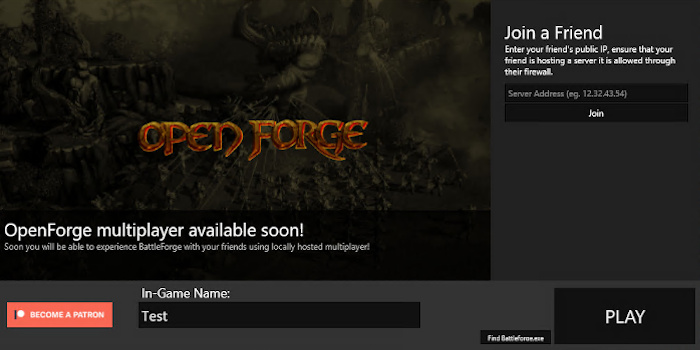 Join a Friend
Enter your friend's public IP, ensure that your
friend is hosting a server it is allowed through
their firewall.
Server Address (eg. 12.32.43.54)
Join
OPEN FORGE
OpenForge multiplayer available soon!
Soon you will be able to experience BattleForge with your friends using locally hosted multiplayer!
In-Game Name:
BECOME A PATRON
Test
PLAY
Find Battleforge.exe